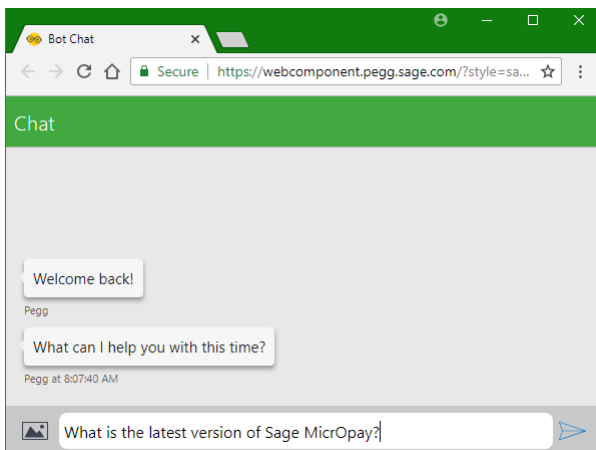 Bot Chat
Secure | https://webcomponent.pegg.sage.com/?style=sa...
Chat
Welcome back!
Pegg
What can I help you with this time?
Pegg at 8:07:40 AM
What is the latest version of Sage MicrOpay?